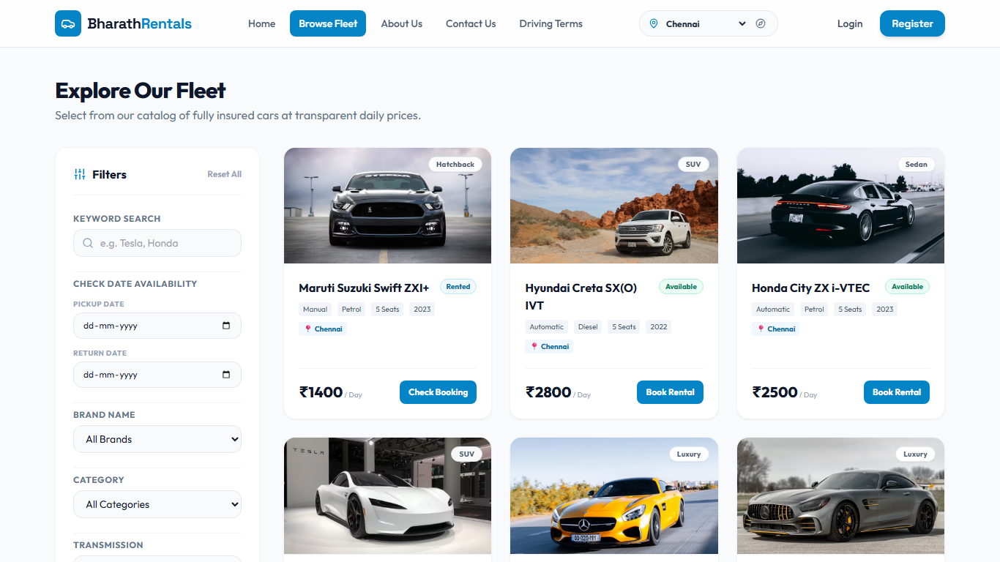 BharathRentals
Home
Browse Fleet
About Us
Contact Us
Driving Terms
Chennai
Login
Register
Explore Our Fleet
Select from our catalog of fully insured cars at transparent daily prices.
Filters
Reset All
KEYWORD SEARCH
e.g. Tesla, Honda
CHECK DATE AVAILABILITY
PICKUP DATE
dd-mm-yyyy
RETURN DATE
dd-mm-yyyy
BRAND NAME
All Brands
CATEGORY
All Categories
TRANSMISSION
Hatchback
STEEDA
Maruti Suzuki Swift ZXI+
Rented
Manual
Petrol
5 Seats
2023
Chennai
₹1400 / Day
Check Booking
SUV
Hyundai Creta SX(O)
IVT
Available
Automatic
Diesel
5 Seats
2022
Chennai
₹2800 / Day
Book Rental
Sedan
Honda City ZX i-VTEC
Available
Automatic
Petrol
5 Seats
2023
Chennai
₹2500 / Day
Book Rental
TESLA
SUV
Luxury
Luxury